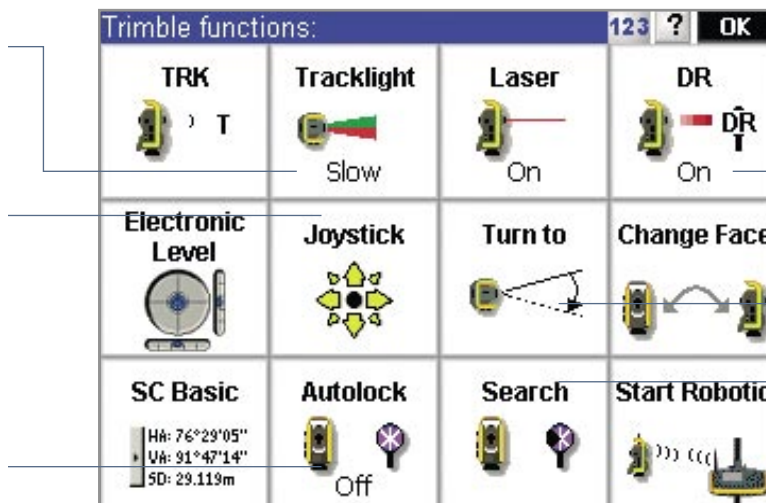 Trimble functions:
123 ? OK
TRK
Tracklight
Laser
DR
T
DR
Slow
On
On
Electronic
Level
Joystick
Turn to
Change Face
SC Basic
Autolock
Search
Start Robotic
HA: 76°29'05"
VA: 91°47'14"
SD: 29.119m
Off